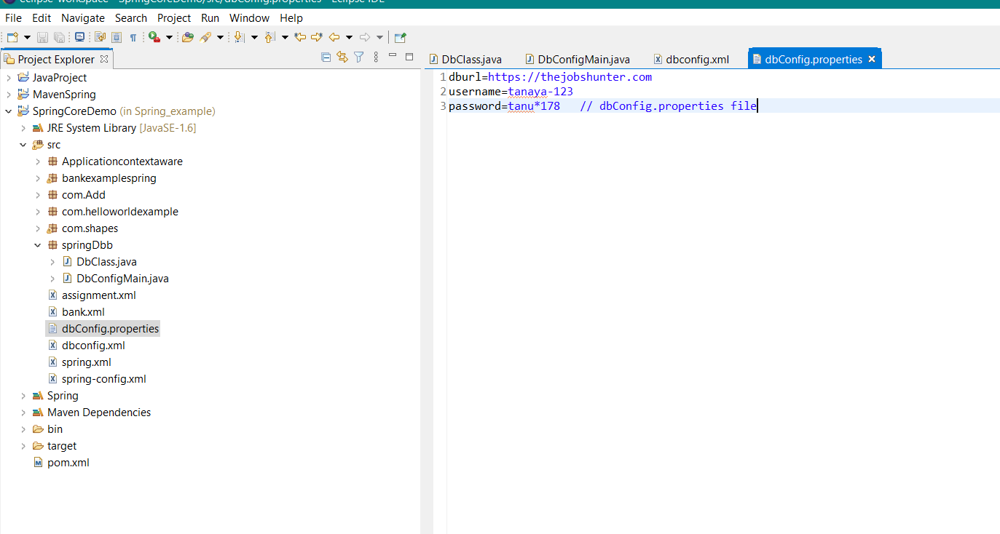 eclipse-workspace - SpringCoreDemo/src/dbConfig.properties - Eclipse IDE
File Edit Navigate Search Project Run Window Help
Project Explorer
DbClass.java DbConfigMain.java dbconfig.xml dbConfig.properties
JavaProject
MavenSpring
SpringCoreDemo (in Spring_example)
JRE System Library [JavaSE-1.6]
src
Applicationcontextaware
bankexamplespring
com.Add
com.helloworldexample
com.shapes
springDbb
DbClass.java
DbConfigMain.java
assignment.xml
bank.xml
dbConfig.properties
dbconfig.xml
spring.xml
spring-config.xml
Spring
Maven Dependencies
bin
target
pom.xml
1 dburl=https://thejobshunter.com
2 username=tanaya-123
3 password=tanu*178   // dbConfig.properties file